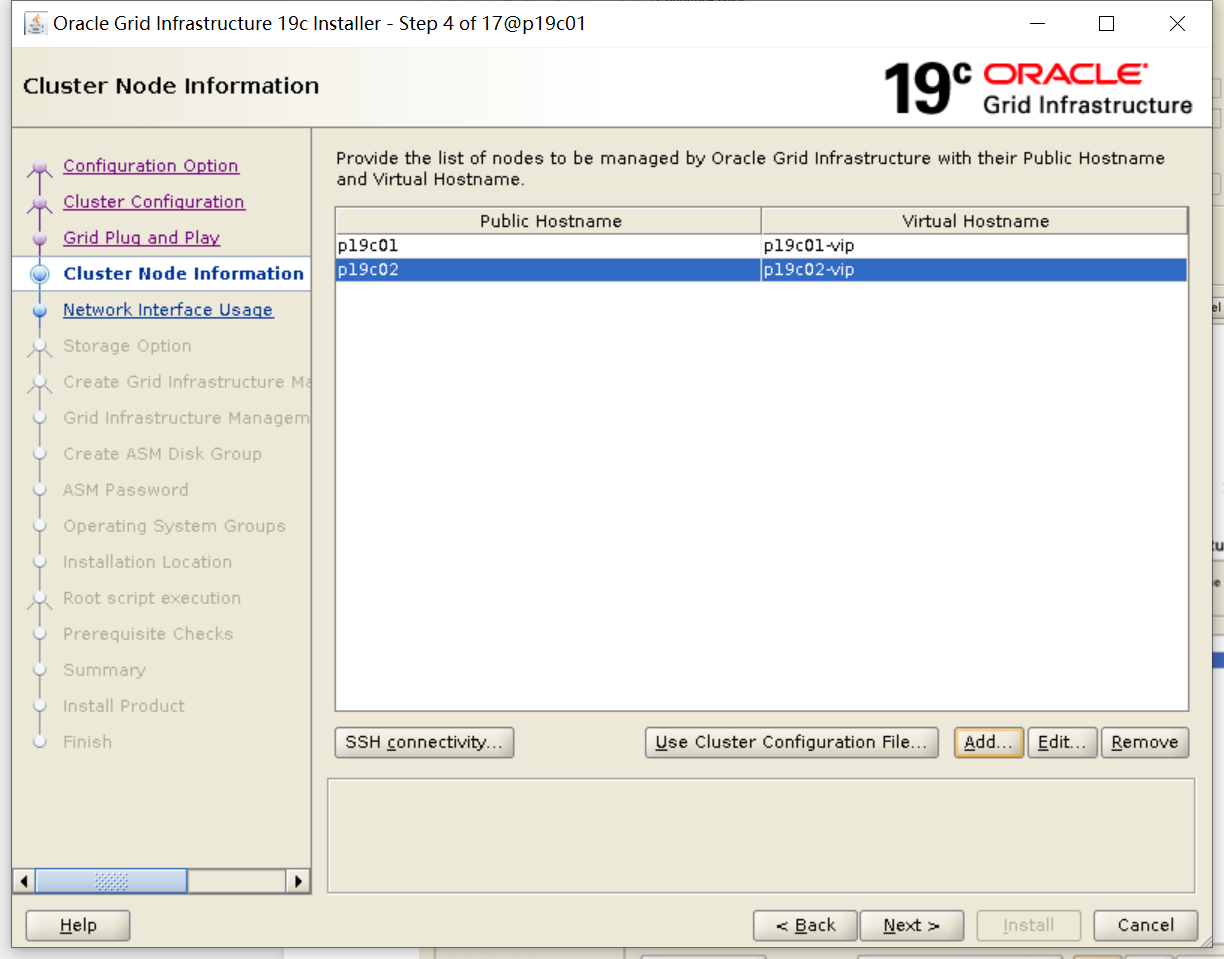 Oracle Grid Infrastructure 19c Installer - Step 4 of 17@p19c01
Cluster Node Information
19c ORACLE
Grid Infrastructure
Configuration Option
Cluster Configuration
Grid Plug and Play
Cluster Node Information
Network Interface Usage
Storage Option
Create Grid Infrastructure Ma
Grid Infrastructure Managem
Create ASM Disk Group
ASM Password
Operating System Groups
Installation Location
Root script execution
Prerequisite Checks
Summary
Install Product
Finish
Provide the list of nodes to be managed by Oracle Grid Infrastructure with their Public Hostname
and Virtual Hostname.
Public Hostname Virtual Hostname
p19c01 p19c01-vip
p19c02 p19c02-vip
SSH connectivity... Use Cluster Configuration File... Add... Edit... Remove
Help < Back Next > Install Cancel